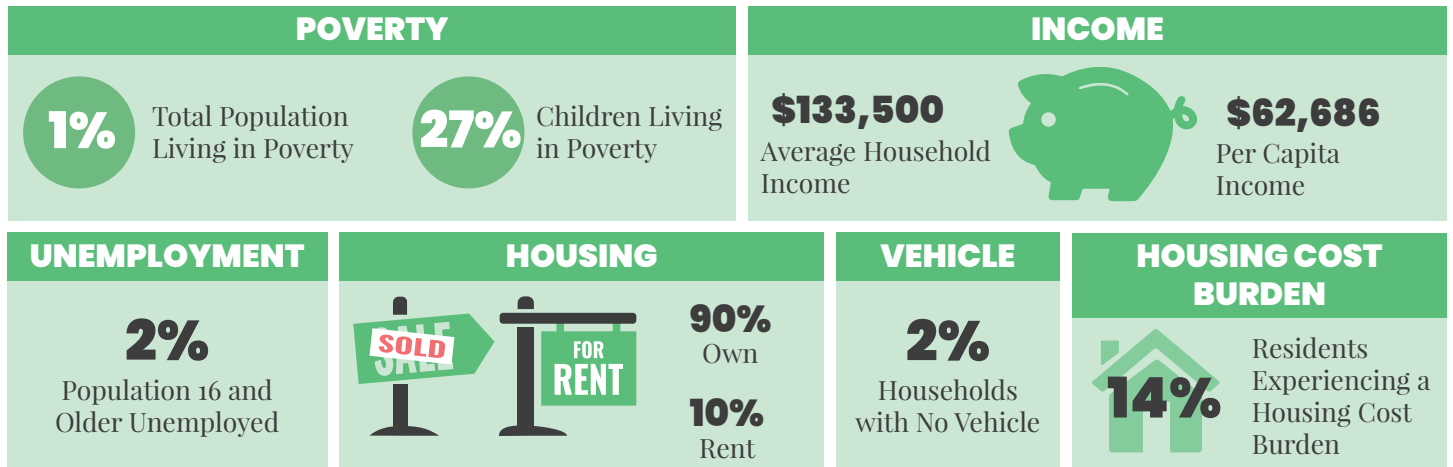 POVERTY
1%
Total Population
Living in Poverty
27%
Children Living
in Poverty
INCOME
$133,500
Average Household
Income
$62,686
Per Capita
Income
UNEMPLOYMENT
2%
Population 16 and
Older Unemployed
HOUSING
SALE
SOLD
FOR
RENT
90%
Own
10%
Rent
VEHICLE
2%
Households
with No Vehicle
HOUSING COST
BURDEN
14%
Residents
Experiencing a
Housing Cost
Burden